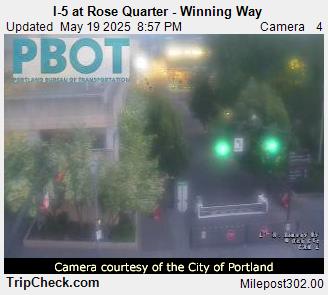 I-5 at Rose Quarter - Winning Way
Updated May 19 2025 8:57 PM Camera 4
PBOT
PORTLAND BUREAU OF TRANSPORTATION
Camera courtesy of the City of Portland
TripCheck.com Milepost302.00